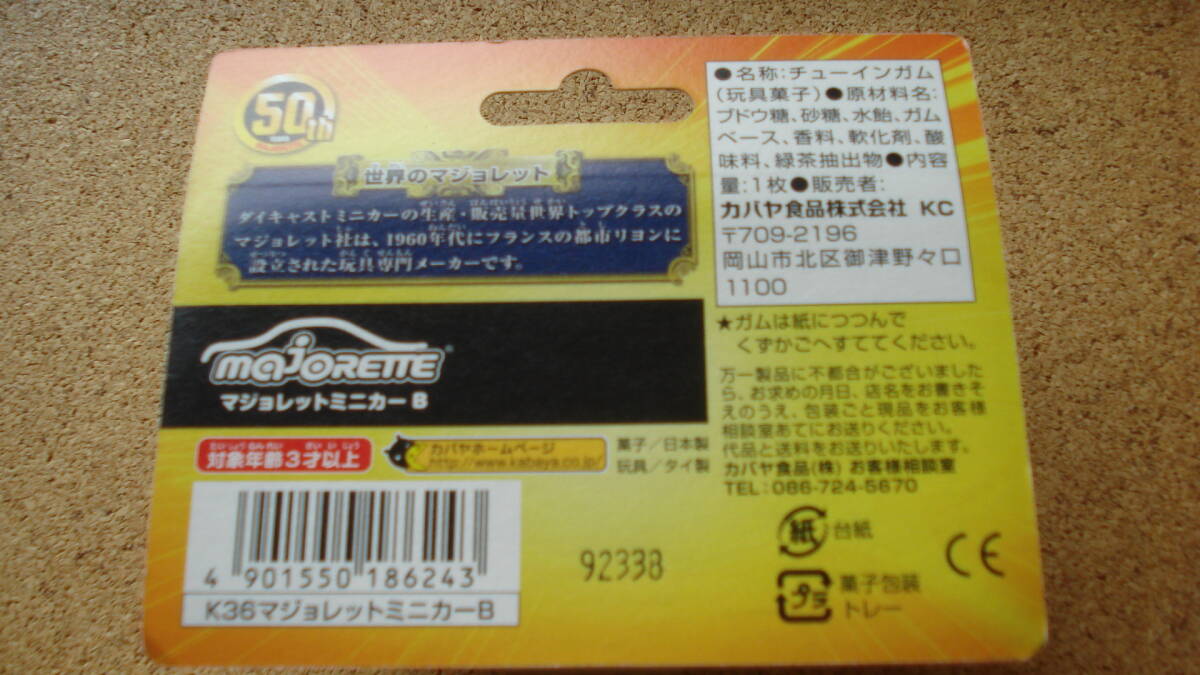 50th
世界のマジョレット
ダイキャストミニカーの生産・販売量世界トップクラスの
マジョレット社は、1960年代にフランスの都市リヨンに
設立された玩具専門メーカーです。
majorette
マジョレットミニカー B
対象年齢3才以上
カバヤホームページ
http://www.kabaya.co.jp/
菓子/日本製
玩具/タイ製
4 901550 186243
K36マジョレットミニカーB
92338
●名称:チューインガム
(玩具菓子)●原材料名:
ブドウ糖、砂糖、水飴、ガム
ベース、香料、軟化剤、酸
味料、緑茶抽出物●内容
量:1枚●販売者:
カバヤ食品株式会社 KC
〒709-2196
岡山市北区御津野々口
1100
★ガムは紙につつんで
くずかごへすててください。
万一製品に不都合がございました
ら、お求めの月日、店名をお書きそ
えのうえ、包装ごと現品をお客様
相談室あてにお送りください。
代品と送料をお送りいたします。
カバヤ食品(株) お客様相談室
TEL:086-724-5670
紙 台紙
プラ 菓子包装
トレー
CE